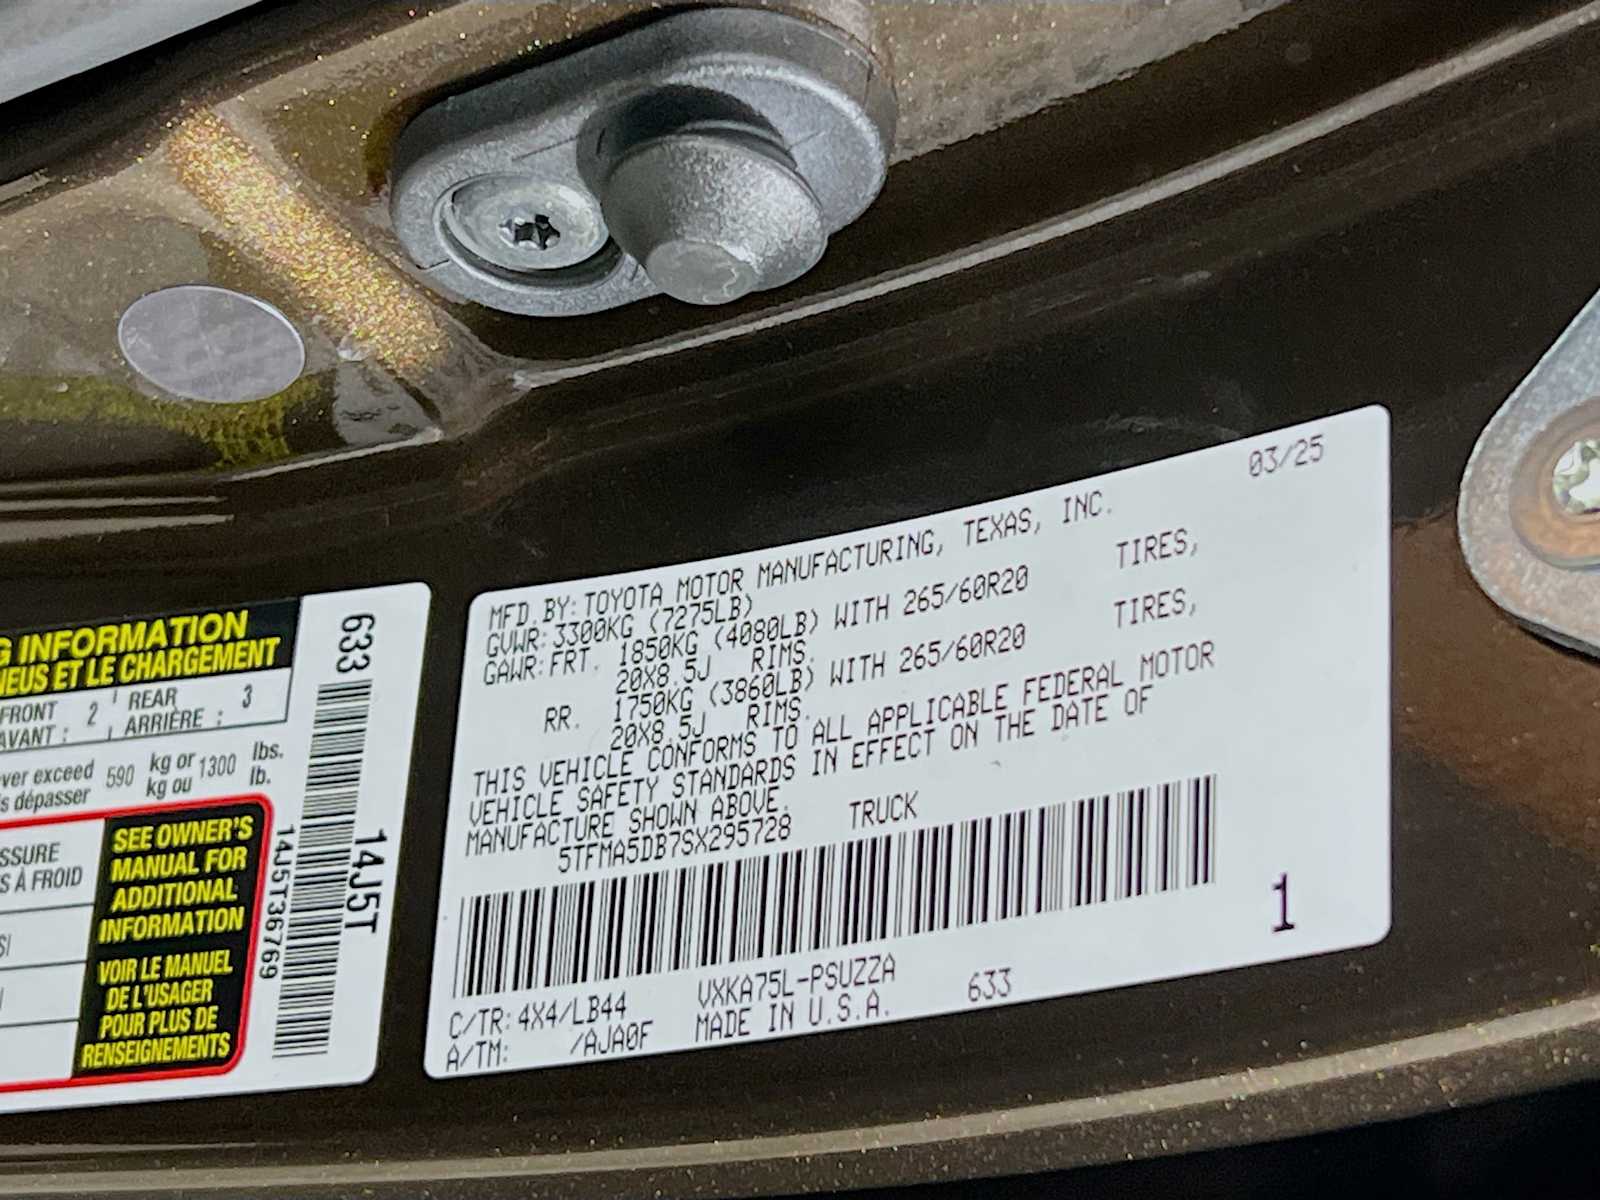 G INFORMATION
NEUS ET LE CHARGEMENT
FRONT 2 REAR 3
AVANT : ARRIÈRE :
ver exceed 590 kg or 1300 lbs.
s dépasser kg ou lb.
SSURE
S À FROID
SI
SEE OWNER'S
MANUAL FOR
ADDITIONAL
INFORMATION
VOIR LE MANUEL
DE L'USAGER
POUR PLUS DE
RENSEIGNEMENTS
633
14J5T
14J5T36769
03/25
MFD.BY: TOYOTA MOTOR MANUFACTURING, TEXAS, INC.
GVWR: 3300KG (7275LB)
GAWR: FRT. 1850KG (4080LB) WITH 265/60R20 TIRES,
20X8.5J RIMS.
RR. 1750KG (3860LB) WITH 265/60R20 TIRES,
20X8.5J RIMS.
THIS VEHICLE CONFORMS TO ALL APPLICABLE FEDERAL MOTOR
VEHICLE SAFETY STANDARDS IN EFFECT ON THE DATE OF
MANUFACTURE SHOWN ABOVE.
5TFMA5DB7SX295728 TRUCK
1
C/TR: 4X4/LB44 VXKA75L-PSUZZA
A/TM: /AJA0F MADE IN U.S.A. 633